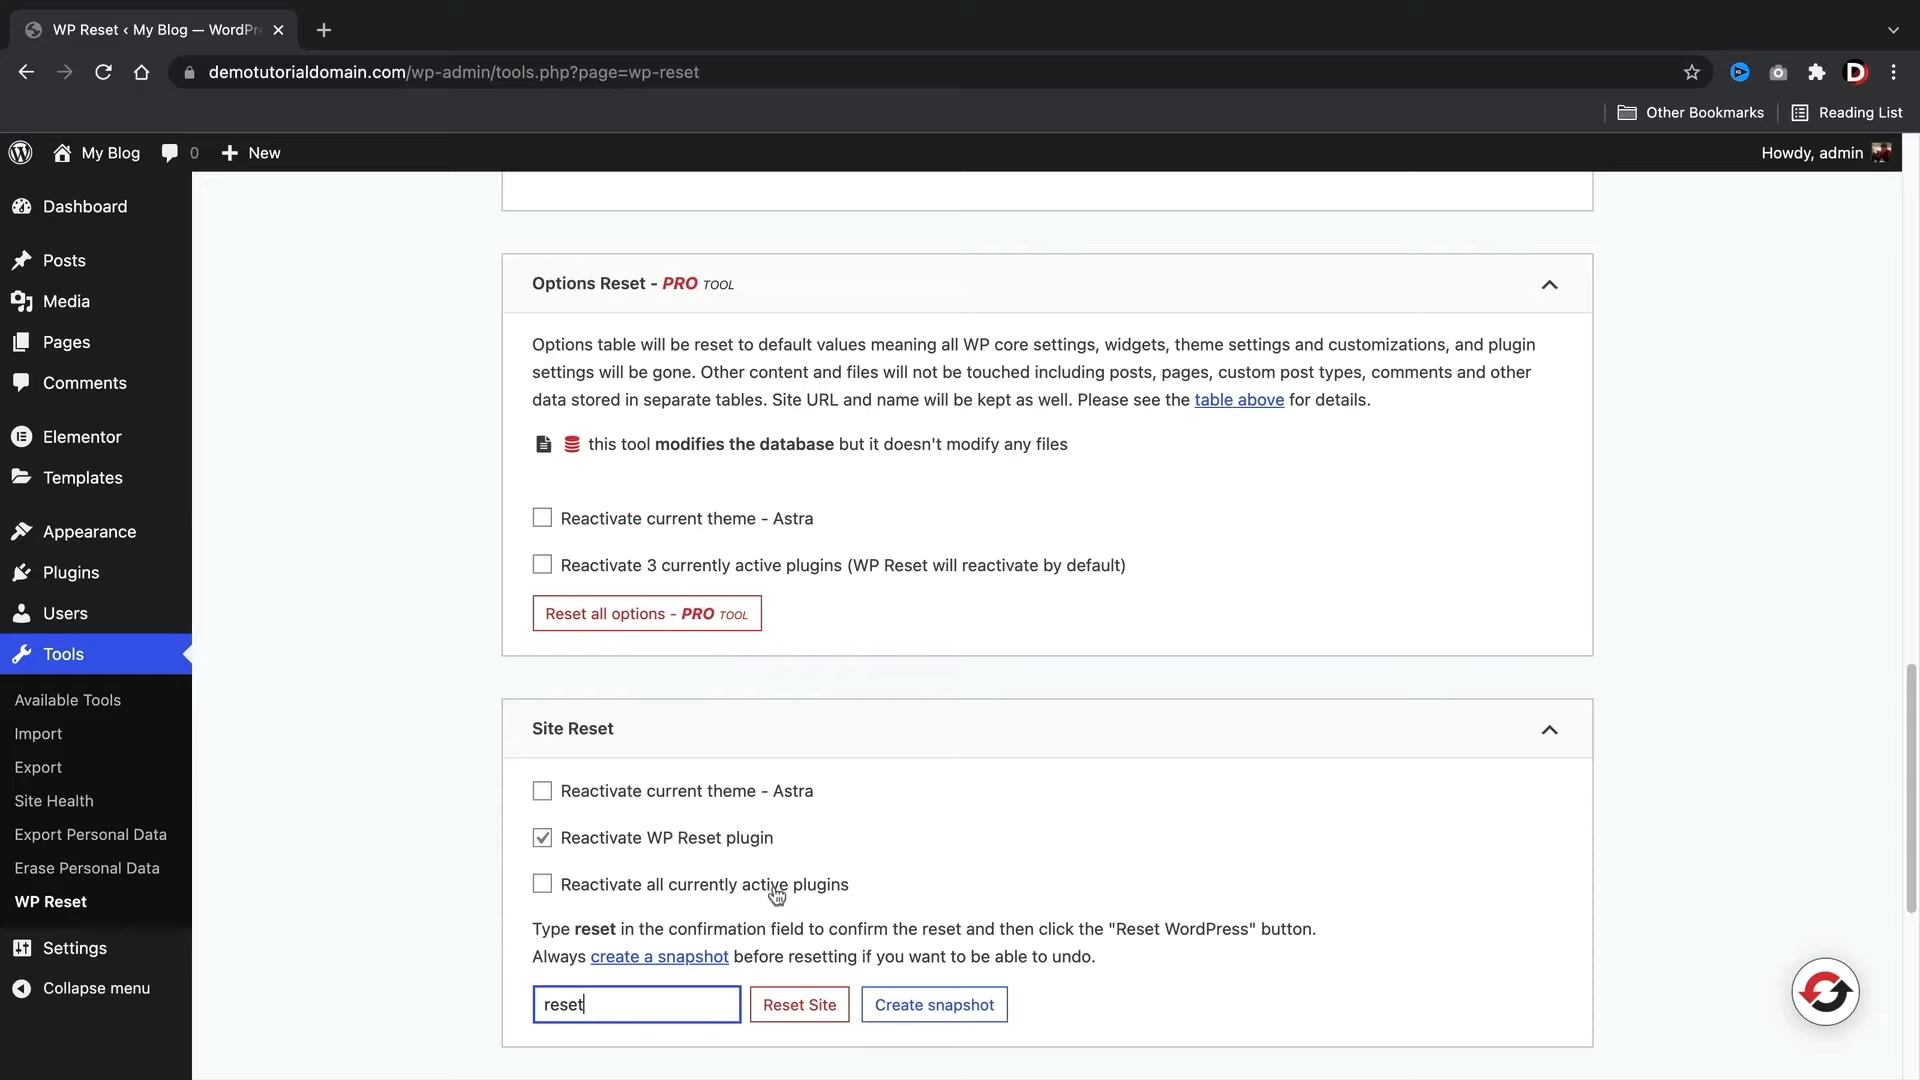 WP Reset ‹ My Blog — WordPr
demotutorialdomain.com/wp-admin/tools.php?page=wp-reset
Other Bookmarks
Reading List
My Blog
0
New
Howdy, admin
Dashboard
Posts
Media
Pages
Comments
Elementor
Templates
Appearance
Plugins
Users
Tools
Available Tools
Import
Export
Site Health
Export Personal Data
Erase Personal Data
WP Reset
Settings
Collapse menu
Options Reset - PRO TOOL
Options table will be reset to default values meaning all WP core settings, widgets, theme settings and customizations, and plugin
settings will be gone. Other content and files will not be touched including posts, pages, custom post types, comments and other
data stored in separate tables. Site URL and name will be kept as well. Please see the table above for details.
this tool modifies the database but it doesn't modify any files
Reactivate current theme - Astra
Reactivate 3 currently active plugins (WP Reset will reactivate by default)
Reset all options - PRO TOOL
Site Reset
Reactivate current theme - Astra
Reactivate WP Reset plugin
Reactivate all currently active plugins
Type reset in the confirmation field to confirm the reset and then click the "Reset WordPress" button.
Always create a snapshot before resetting if you want to be able to undo.
reset
Reset Site
Create snapshot